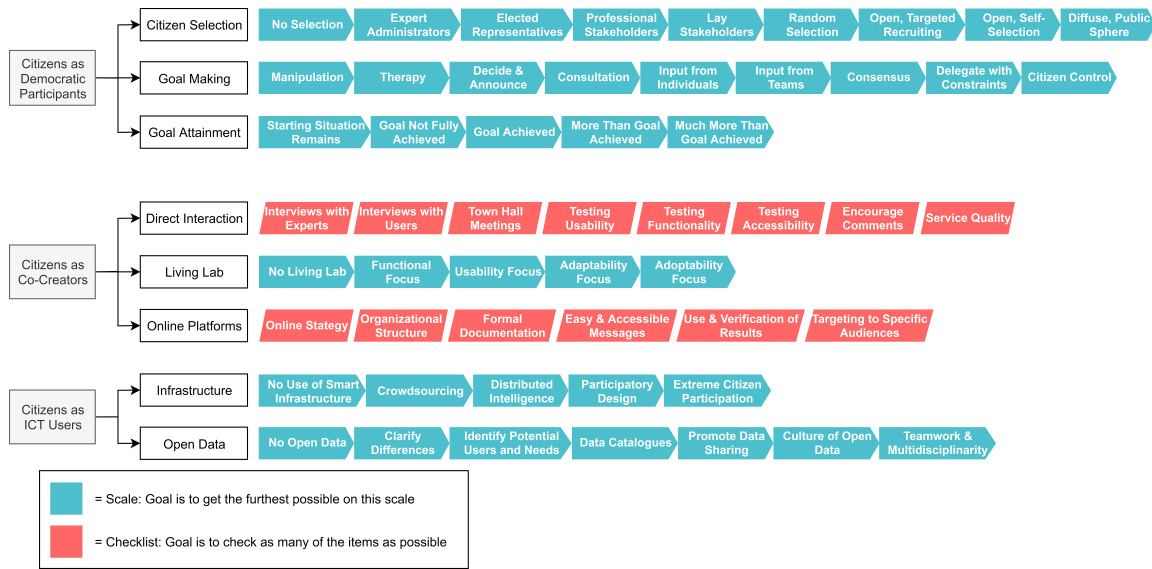 Citizens as
Democratic
Participants
Citizen Selection
No Selection
Expert
Administrators
Elected
Representatives
Professional
Stakeholders
Lay
Stakeholders
Random
Selection
Open, Targeted
Recruiting
Open, Self-
Selection
Diffuse, Public
Sphere
Goal Making
Manipulation
Therapy
Decide &
Announce
Consultation
Input from
Individuals
Input from
Teams
Consensus
Delegate with
Constraints
Citizen Control
Goal Attainment
Starting Situation
Remains
Goal Not Fully
Achieved
Goal Achieved
More Than Goal
Achieved
Much More Than
Goal Achieved
Citizens as
Co-Creators
Direct Interaction
Interviews with
Experts
Interviews with
Users
Town Hall
Meetings
Testing
Usability
Testing
Functionality
Testing
Accessibility
Encourage
Comments
Service Quality
Living Lab
No Living Lab
Functional
Focus
Usability Focus
Adaptability
Focus
Adoptability
Focus
Online Platforms
Online Stategy
Organizational
Structure
Formal
Documentation
Easy & Accessible
Messages
Use & Verification of
Results
Targeting to Specific
Audiences
Citizens as
ICT Users
Infrastructure
No Use of Smart
Infrastructure
Crowdsourcing
Distributed
Intelligence
Participatory
Design
Extreme Citizen
Participation
Open Data
No Open Data
Clarify
Differences
Identify Potential
Users and Needs
Data Catalogues
Promote Data
Sharing
Culture of Open
Data
Teamwork &
Multidisciplinarity
= Scale: Goal is to get the furthest possible on this scale
= Checklist: Goal is to check as many of the items as possible